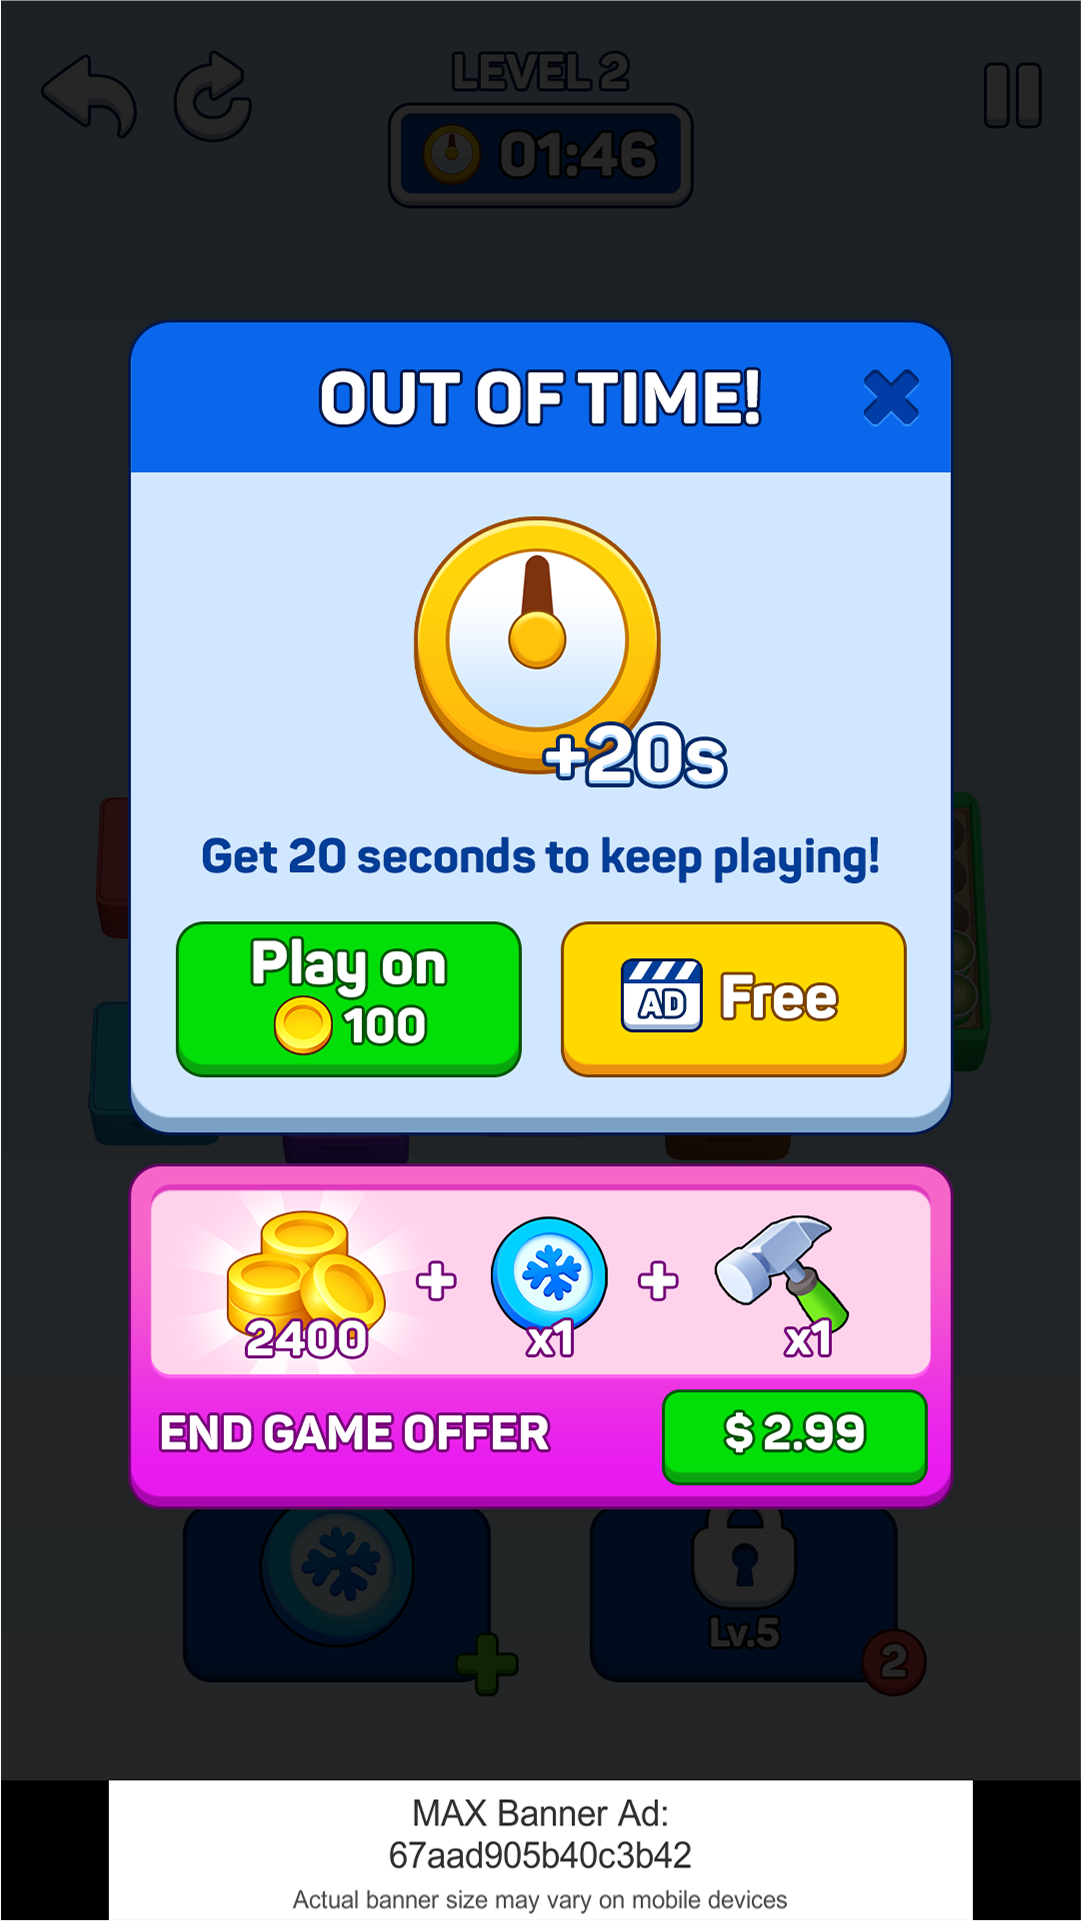 LEVEL 2
01:46
OUT OF TIME!
+20s
Get 20 seconds to keep playing!
Play on
100
AD Free
2400
+
x1
+
x1
END GAME OFFER
$ 2.99
Lv.5
2
MAX Banner Ad:
67aad905b40c3b42
Actual banner size may vary on mobile devices